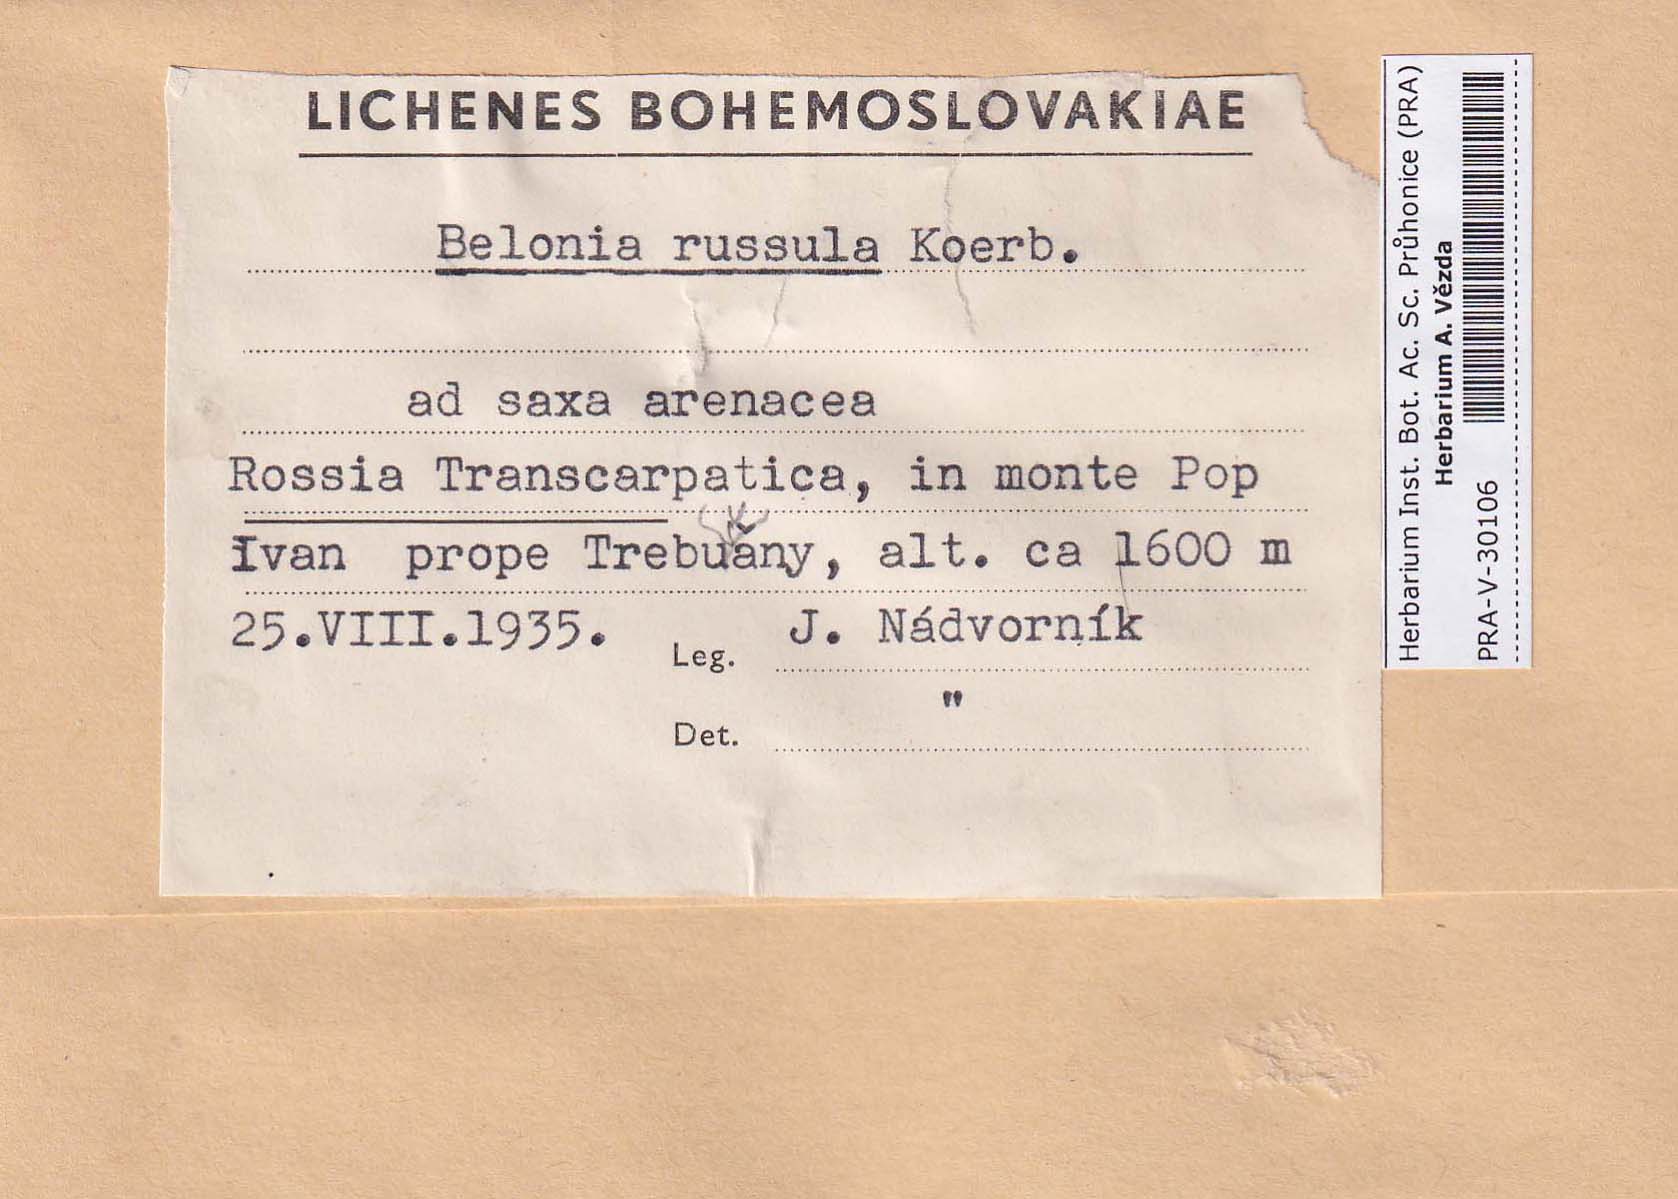 LICHENES BOHEMOSLOVAKIAE
Belonia russula Koerb.
ad saxa arenacea
Rossia Transcarpatica, in monte Pop
Ivan prope Trebušany, alt. ca 1600 m
25.VIII.1935.
Leg. J. Nádvorník
Det. "
Herbarium Inst. Bot. Ac. Sc. Průhonice (PRA)
Herbarium A. Vězda
PRA-V-30106